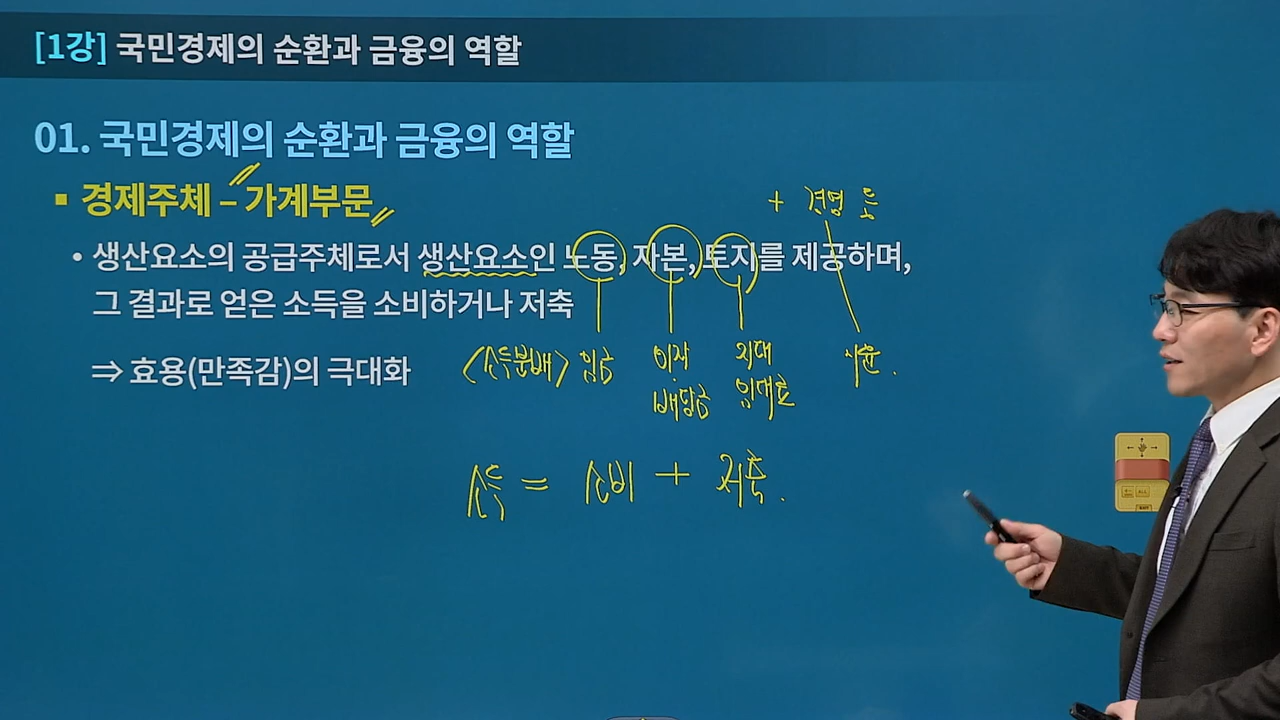 [1강] 국민경제의 순환과 금융의 역할
01. 국민경제의 순환과 금융의 역할
▪ 경제주체 – 가계부문
+ 경영 등
• 생산요소의 공급주체로서 생산요소인 노동, 자본, 토지를 제공하며,
그 결과로 얻은 소득을 소비하거나 저축
⇒ 효용(만족감)의 극대화
<소득분배> 임금 이자 지대 이윤.
배당금 임대료
소득 = 소비 + 저축.